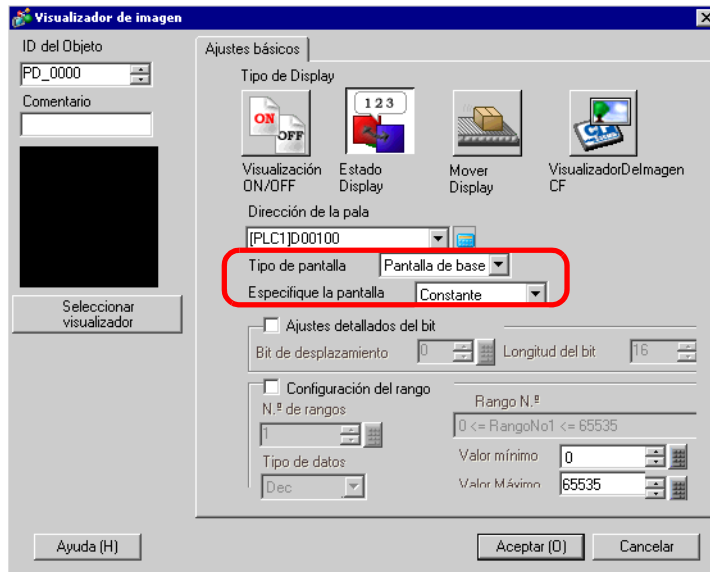 Visualizador de imagen
ID del Objeto
PD_0000
Comentario
Seleccionar
visualizador
Ajustes básicos
Tipo de Display
ON
OFF
1 2 3
CF
Visualización
ON/OFF
Estado
Display
Mover
Display
VisualizadorDeImagen
CF
Dirección de la pala
[PLC1]D00100
Tipo de pantalla
Pantalla de base
Especifique la pantalla
Constante
Ajustes detallados del bit
Bit de desplazamiento
0
Longitud del bit
16
Configuración del rango
N.º de rangos
1
Tipo de datos
Dec
Rango N.º
0 <= RangoNo1 <= 65535
Valor mínimo
0
Valor Máximo
65535
Ayuda (H)
Aceptar (O)
Cancelar